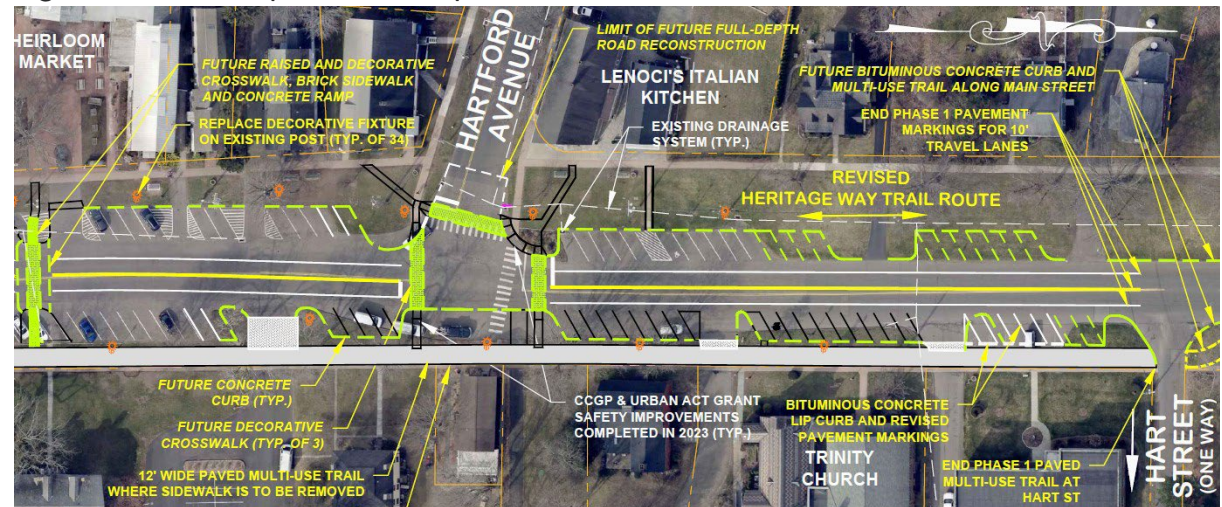 HEIRLOOM
MARKET
FUTURE RAISED AND DECORATIVE
CROSSWALK, BRICK SIDEWALK
AND CONCRETE RAMP
REPLACE DECORATIVE FIXTURE
ON EXISTING POST (TYP. OF 34)
HARTFORD
AVENUE
LIMIT OF FUTURE FULL-DEPTH
ROAD RECONSTRUCTION
LENOCI'S ITALIAN
KITCHEN
EXISTING DRAINAGE
SYSTEM (TYP.)
FUTURE BITUMINOUS CONCRETE CURB AND
MULTI-USE TRAIL ALONG MAIN STREET
END PHASE 1 PAVEMENT
MARKINGS FOR 10'
TRAVEL LANES
REVISED
HERITAGE WAY TRAIL ROUTE
FUTURE CONCRETE
CURB (TYP.)
FUTURE DECORATIVE
CROSSWALK (TYP. OF 3)
12' WIDE PAVED MULTI-USE TRAIL
WHERE SIDEWALK IS TO BE REMOVED
CCGP & URBAN ACT GRANT
SAFETY IMPROVEMENTS
COMPLETED IN 2023 (TYP.)
BITUMINOUS CONCRETE
LIP CURB AND REVISED
PAVEMENT MARKINGS
TRINITY
CHURCH
END PHASE 1 PAVED
MULTI-USE TRAIL AT
HART ST
HART
STREET
(ONE WAY)